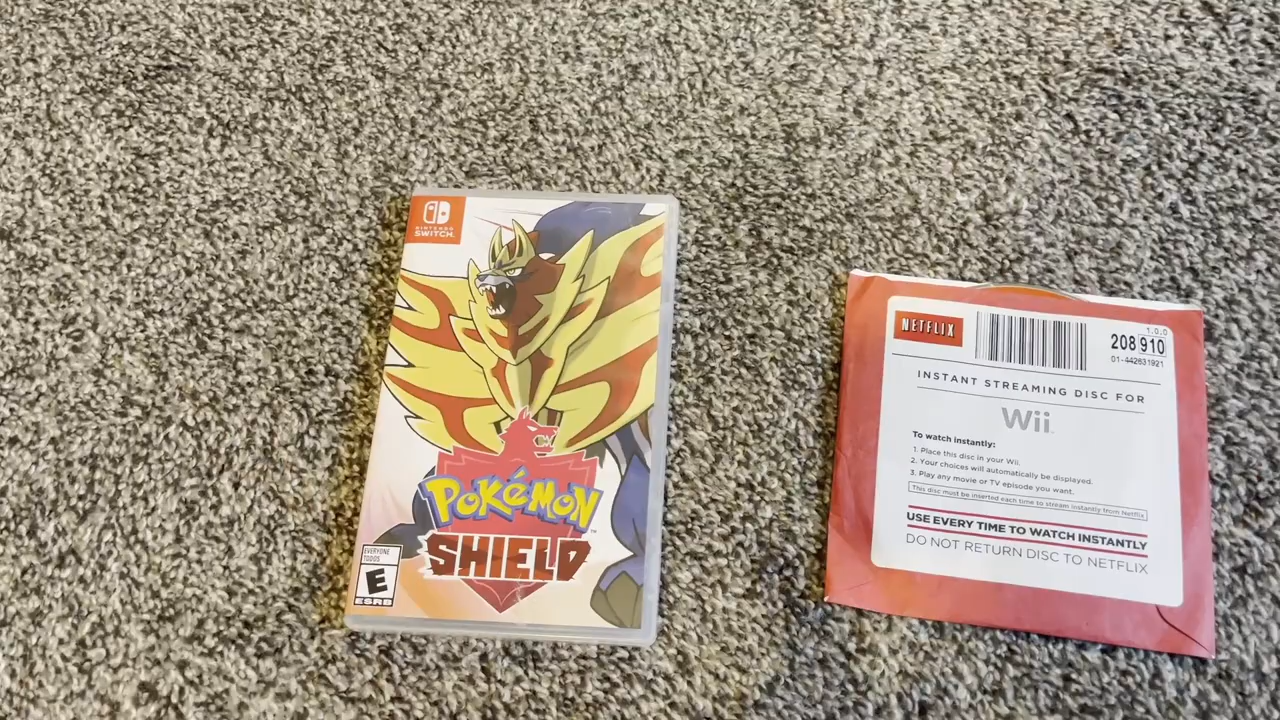 NINTENDO
SWITCH
POKéMON
SHIELD
EVERYONE
TODOS
E
ESRB
NETFLIX
1.0.0
208 910
01-442631921
INSTANT STREAMING DISC FOR
Wii
To watch instantly:
1. Place this disc in your Wii.
2. Your choices will automatically be displayed.
3. Play any movie or TV episode you want.
This disc must be inserted each time to stream instantly from Netflix
USE EVERY TIME TO WATCH INSTANTLY
DO NOT RETURN DISC TO NETFLIX